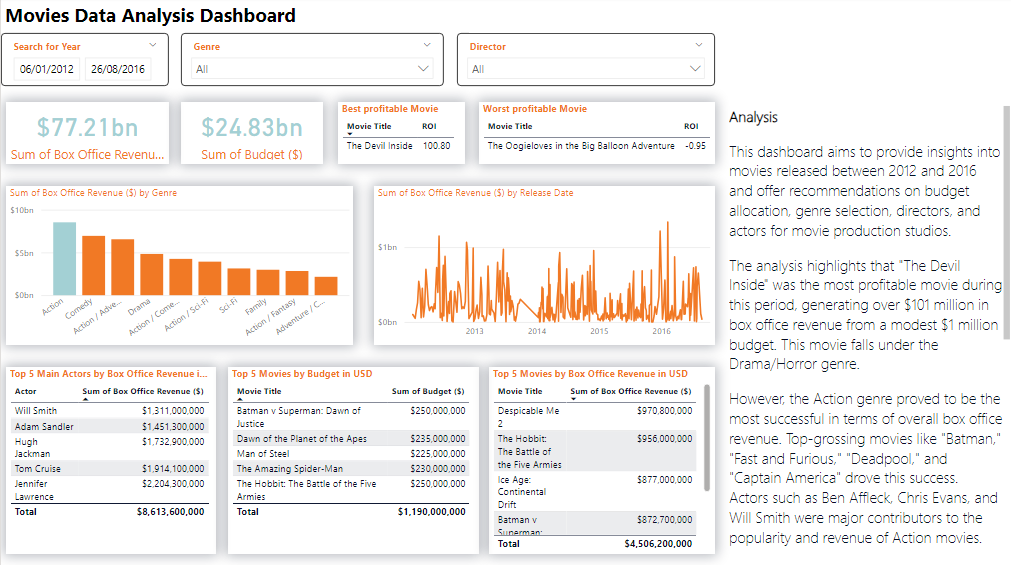 Movies Data Analysis Dashboard
Search for Year
06/01/2012 26/08/2016
Genre
All
Director
All
$77.21bn
Sum of Box Office Revenu...
$24.83bn
Sum of Budget ($)
Best profitable Movie
Movie Title ROI
The Devil Inside 100.80
Worst profitable Movie
Movie Title ROI
The Oogieloves in the Big Balloon Adventure -0.95
Sum of Box Office Revenue ($) by Genre
$10bn
$5bn
$0bn
Action
Comedy
Action / Adve...
Drama
Action / Come...
Action / Sci-Fi
Sci-Fi
Family
Action / Fantasy
Adventure / C...
Sum of Box Office Revenue ($) by Release Date
$1bn
$0bn
2013 2014 2015 2016
Top 5 Main Actors by Box Office Revenue i...
Actor Sum of Box Office Revenue ($)
Will Smith $1,311,000,000
Adam Sandler $1,451,300,000
Hugh $1,732,900,000
Jackman
Tom Cruise $1,914,100,000
Jennifer $2,204,300,000
Lawrence
Total $8,613,600,000
Top 5 Movies by Budget in USD
Movie Title Sum of Budget ($)
Batman v Superman: Dawn of $250,000,000
Justice
Dawn of the Planet of the Apes $235,000,000
Man of Steel $225,000,000
The Amazing Spider-Man $230,000,000
The Hobbit: The Battle of the Five $250,000,000
Armies
Total $1,190,000,000
Top 5 Movies by Box Office Revenue in USD
Movie Title Sum of Box Office Revenue ($)
Despicable Me $970,800,000
2
The Hobbit: $956,000,000
The Battle of
the Five Armies
Ice Age: $877,000,000
Continental
Drift
Batman v $872,700,000
Superman:
Total $4,506,200,000
Analysis
This dashboard aims to provide insights into
movies released between 2012 and 2016
and offer recommendations on budget
allocation, genre selection, directors, and
actors for movie production studios.
The analysis highlights that "The Devil
Inside" was the most profitable movie during
this period, generating over $101 million in
box office revenue from a modest $1 million
budget. This movie falls under the
Drama/Horror genre.
However, the Action genre proved to be the
most successful in terms of overall box office
revenue. Top-grossing movies like "Batman,"
"Fast and Furious," "Deadpool," and
"Captain America" drove this success.
Actors such as Ben Affleck, Chris Evans, and
Will Smith were major contributors to the
popularity and revenue of Action movies.